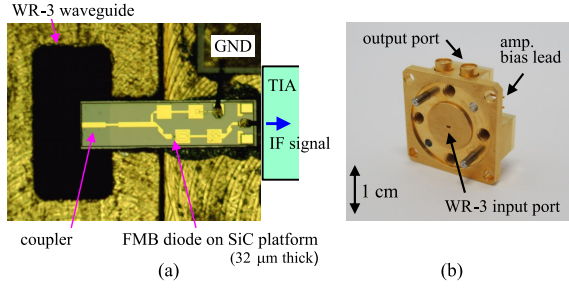 WR-3 waveguide
GND
TIA
IF signal
coupler
FMB diode on SiC platform
(32 μm thick)
(a)
output port
amp.
bias lead
1 cm
WR-3 input port
(b)